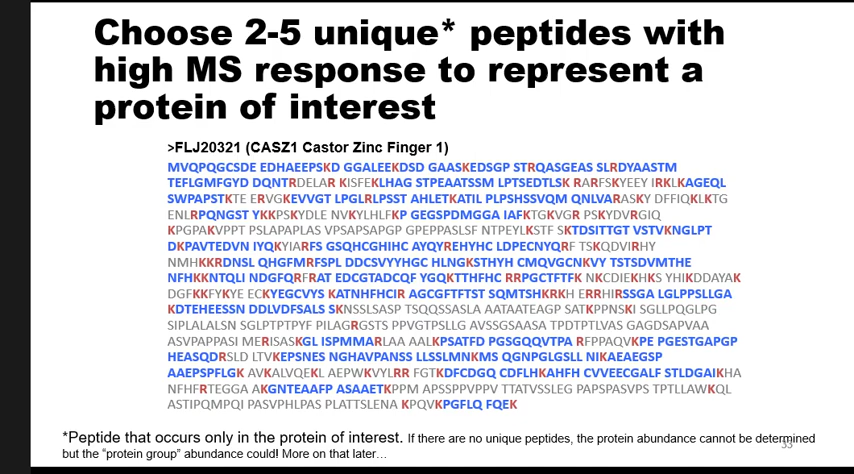 Choose 2-5 unique* peptides with
high MS response to represent a
protein of interest
>FLJ20321 (CASZ1 Castor Zinc Finger 1)
MVQPQGCSDE EDHAEEPSKD GGALEEKDSD GAASKEDSGP STRQASGEAS SLRDYAASTM
TEFLGMFGYD DQNTRDELAR KISFEKLHAG STPEAATSSM LPTSEDTLSK RARFSKYEEY IRKLKAGEQL
SWPAPSTKTE ERVGKEVVGT LPGLRLPSST AHLETKATIL PLPSHSSVQM QNLVARASKY DFFIQKLKTG
ENLRPQNGST YKKPSKYDLE NVKYLHLFKP GEGSPDMGGA IAFKTGKVGR PSKYDVRGIQ
KPGPAKVPPT PSLAPAPLAS VPSAPSAPGP GPEPPASLSF NTPEYLKSTF SKTDSITTGT VSTVKNGLPT
DKPAVTEDVN IYQKYIARFS GSQHCGHIHC AYQYREHYHC LDPECNYQRF TSKQDVIRHY
NMHKKRDNSL QHGFMRFSPL DDCSVYYHGC HLNGKSTHYH CMQVGCNKVY TSTSDVMTHE
NFHKKNTQLI NDGFQRFRAT EDCGTADCQF YGQKTTHFHC RRPGCTFTFK NKCDIEKHKS YHIKDDAYAK
DGFKKFYKYE ECKYEGCVYS KATNHFHCIR AGCGFTFTST SQMTSHKRKH ERRHIRSSGA LGLPPSLLGA
KDTEHEESSN DDLVDFSALS SKNSSLSASP TSQQSSASLA AATAATEAGP SATKPPNSKI SGLLPQGLPG
SIPLALALSN SGLPTPTPYF PILAGRGSTS PPVGTPSLLG AVSSGSAASA TPDTPTLVAS GAGDSAPVAA
ASVPAPPASI MERISASKGL ISPMMARLAA AALKPSATFD PGSGQQVTPA RFPPAQVKPE PGESTGAPGP
HEASQDRSLD LTVKEPSNES NGHAVPANSS LLSSLMNKMS QGNPGLGSLL NIKAEAEGSP
AAEPSPFLGK AVKALVQEKL AEPWKVYLRR FGTKDFCDGQ CDFLHKAHFH CVVEECGALF STLDGAIKHA
NFHFRTEGGA AKGNTEAAFP ASAAETKPPM APSSPPVPPV TTATVSSLEG PAPSPASVPS TPTLLAWKQL
ASTIPQMPQI PASVPHLPAS PLATTSLENA KPQVKPGFLQ FQEK
*Peptide that occurs only in the protein of interest. If there are no unique peptides, the protein abundance cannot be determined
but the “protein group” abundance could! More on that later…
33